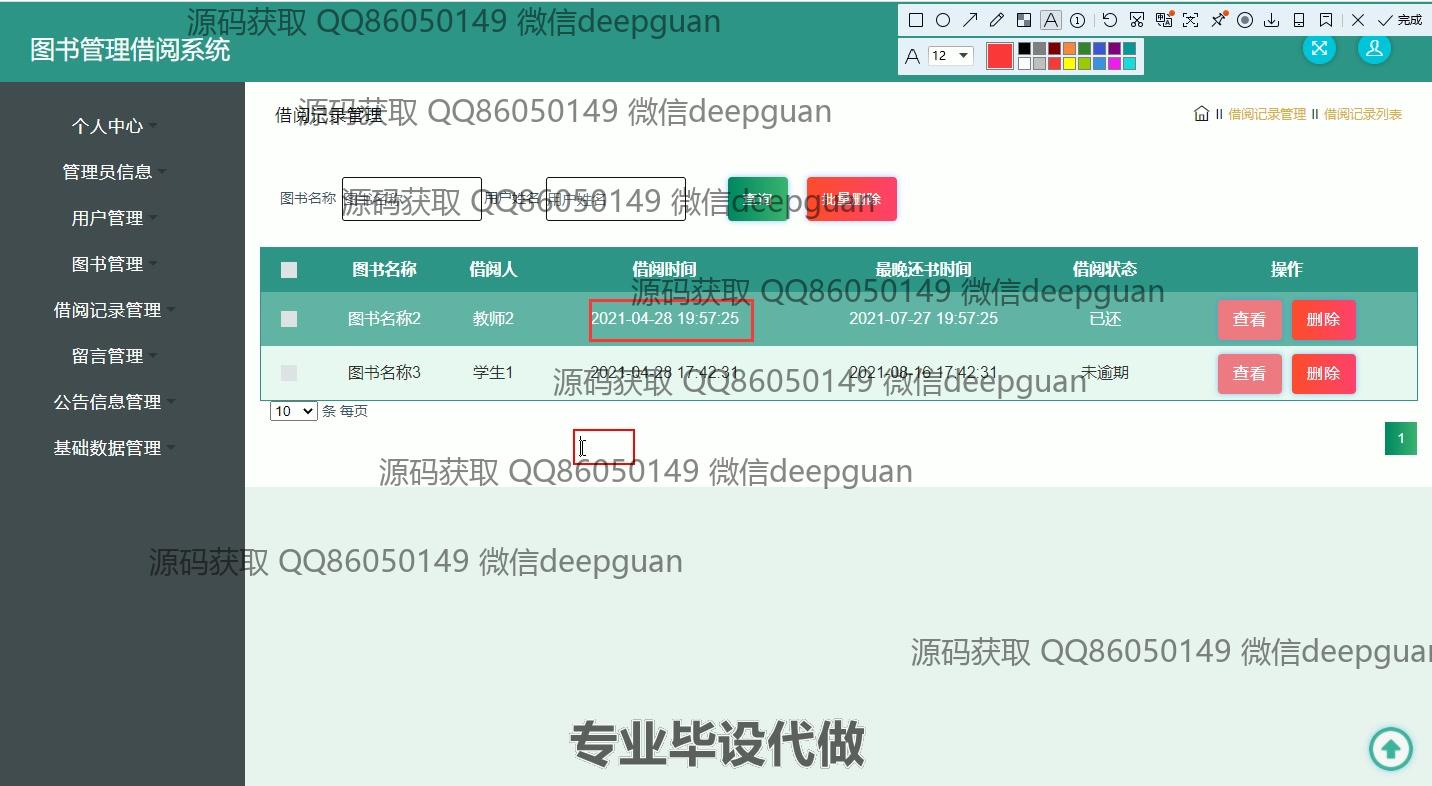 源码获取 QQ86050149 微信deepguan
完成
图书管理借阅系统
A 12
个人中心
管理员信息
用户管理
图书管理
借阅记录管理
留言管理
公告信息管理
基础数据管理
借阅记录管理
源码获取 QQ86050149 微信deepguan
借阅记录管理 借阅记录列表
图书名称 图书名称 用户姓名 用户姓名 查询 批量删除
源码获取 QQ86050149 微信deepguan
图书名称 借阅人 借阅时间 最晚还书时间 借阅状态 操作
源码获取 QQ86050149 微信deepguan
图书名称2 教师2 2021-04-28 19:57:25 2021-07-27 19:57:25 已还 查看 删除
图书名称3 学生1 2021-04-28 17:42:31 2021-08-16 17:42:31 未逾期 查看 删除
源码获取 QQ86050149 微信deepguan
10 条 每页
1
源码获取 QQ86050149 微信deepguan
源码获取 QQ86050149 微信deepguan
源码获取 QQ86050149 微信deepguan
专业毕设代做